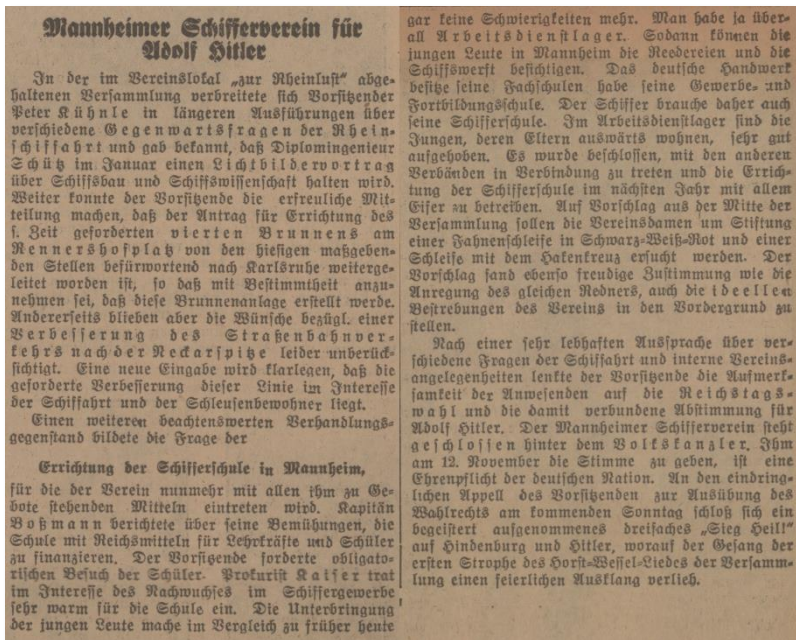 Mannheimer Schifferverein für
Adolf Hitler
In der im Vereinslokal „zur Rheinlust“ abge-
haltenen Versammlung verbreitete sich Vorsitzender
Peter Kühnle in längeren Ausführungen über
verschiedene Gegenwartsfragen der Rhein-
schiffahrt und gab bekannt, daß Diplomingenieur
Schütz im Januar einen Lichtbildervortrag
über Schiffsbau und Schiffswissenschaft halten wird.
Weiter konnte der Vorsitzende die erfreuliche Mit-
teilung machen, daß der Antrag für Errichtung des
s. Zeit geforderten vierten Brunnens am
Rennershofplatz von den hiesigen maßgeben-
den Stellen befürwortend nach Karlsruhe weiterge-
leitet worden ist, so daß mit Bestimmtheit anzu-
nehmen sei, daß diese Brunnenanlage erstellt werde.
Andererseits blieben aber die Wünsche bezügl. einer
Verbesserung des Straßenbahnver-
kehrs nach der Neckarspitze leider unberück-
sichtigt. Eine neue Eingabe wird klarlegen, daß die
geforderte Verbesserung dieser Linie im Interesse
der Schiffahrt und der Schleusenbewohner liegt.
Einen weiteren beachtenswerten Verhandlungs-
gegenstand bildete die Frage der
Errichtung der Schifferschule in Mannheim,
für die der Verein nunmehr mit allen ihm zu Ge-
bote stehenden Mitteln eintreten wird. Kapitän
Voßmann berichtete über seine Bemühungen, die
Schule mit Reichsmitteln für Lehrkräfte und Schüler
zu finanzieren. Der Vorsitzende forderte obligato-
rischen Besuch der Schüler. Prokurist Kaiser trat
im Interesse des Nachwuchses im Schiffergewerbe
sehr warm für die Schule ein. Die Unterbringung
der jungen Leute mache im Vergleich zu früher heute
gar keine Schwierigkeiten mehr. Man habe ja über-
all Arbeitsdienstlager. Sodann können die
jungen Leute in Mannheim die Reedereien und die
Schiffswerft besichtigen. Das deutsche Handwerk
besitze seine Fachschulen habe seine Gewerbe- und
Fortbildungsschule. Der Schiffer brauche daher auch
seine Schifferschule. Im Arbeitsdienstlager sind die
Jungen, deren Eltern auswärts wohnen, sehr gut
aufgehoben. Es wurde beschlossen, mit den anderen
Verbänden in Verbindung zu treten und die Errich-
tung der Schifferschule im nächsten Jahr mit allem
Eifer zu betreiben. Auf Vorschlag aus der Mitte der
Versammlung sollen die Vereinsdamen um Stiftung
einer Fahnenschleife in Schwarz-Weiß-Rot und einer
Schleife mit dem Hakenkreuz ersucht werden. Der
Vorschlag fand ebenso freudige Zustimmung wie die
Anregung des gleichen Redners, auch die ideellen
Bestrebungen des Vereins in den Vordergrund zu
stellen.
Nach einer sehr lebhaften Aussprache über ver-
schiedene Fragen der Schiffahrt und interne Vereins-
angelegenheiten lenkte der Vorsitzende die Aufmerk-
samkeit der Anwesenden auf die Reichstags-
wahl und die damit verbundene Abstimmung für
Adolf Hitler. Der Mannheimer Schifferverein steht
geschlossen hinter dem Volkskanzler. Ihm
am 12. November die Stimme zu geben, ist eine
Ehrenpflicht der deutschen Nation. An den eindring-
lichen Appell des Vorsitzenden zur Ausübung des
Wahlrechts am kommenden Sonntag schloß sich ein
begeistert aufgenommenes dreifaches „Sieg Heil!“
auf Hindenburg und Hitler, worauf der Gesang der
ersten Strophe des Horst-Wessel-Liedes der Versamm-
lung einen feierlichen Ausklang verlieh.